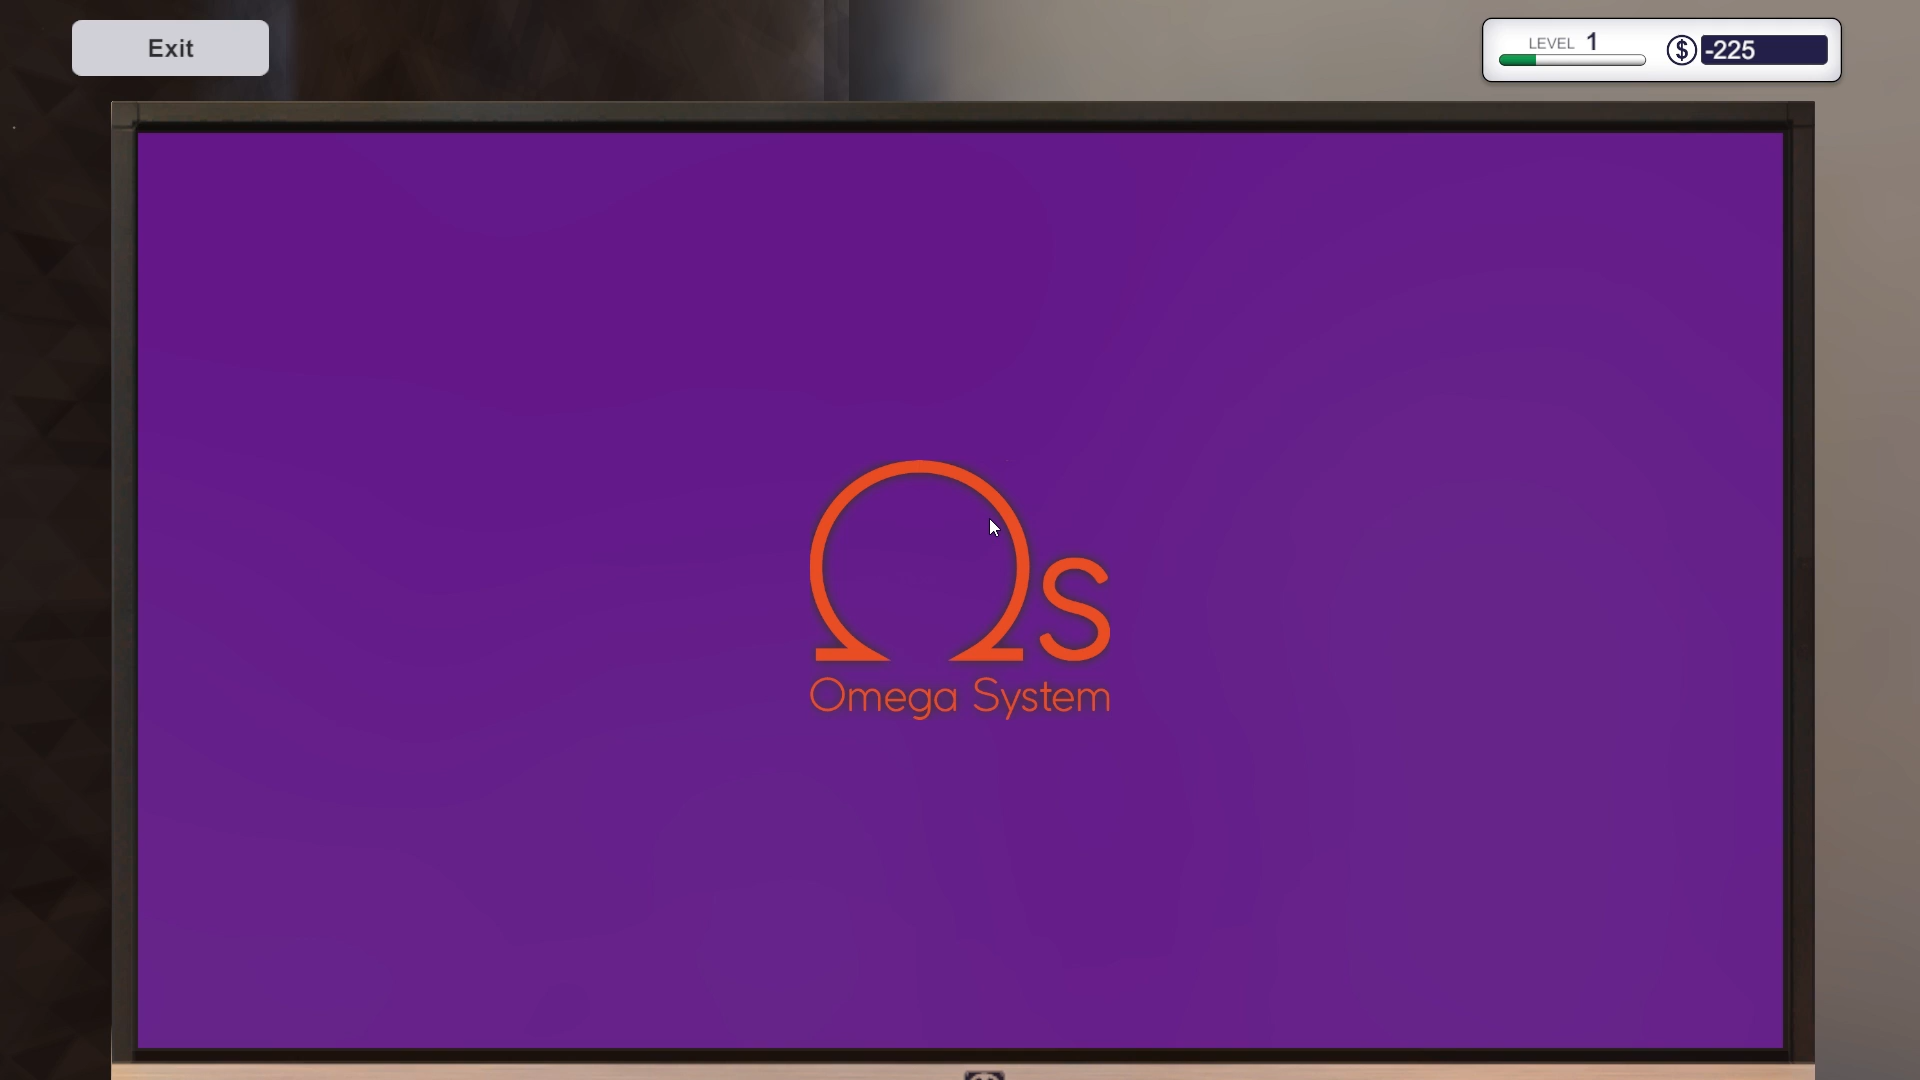 Exit
LEVEL 1
$ -225
Ωs
Omega System